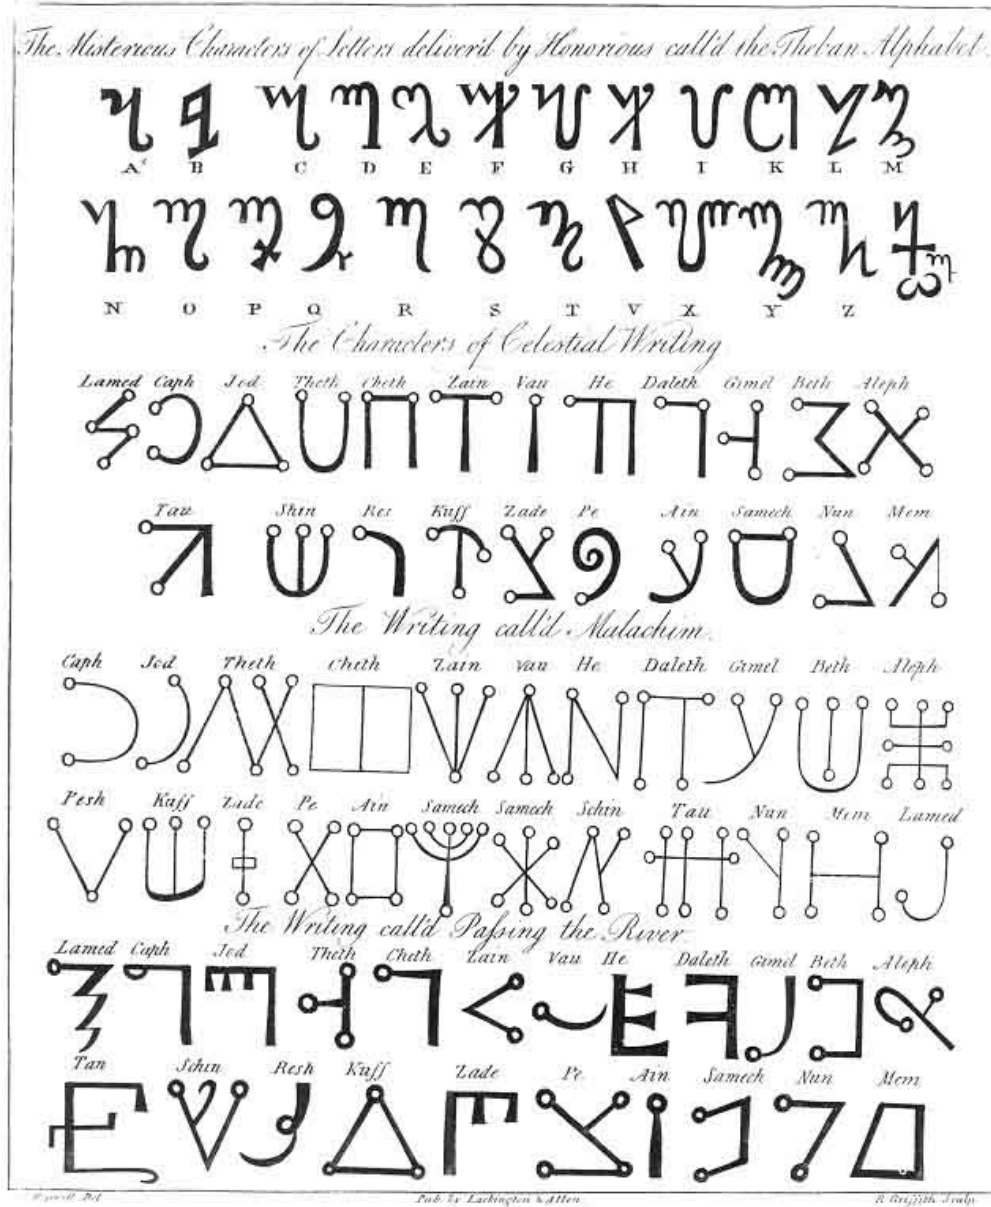 The Misterious Characters of Letters deliver'd by Honorious call'd the Theban Alphabet.
A B C D E F G H I K L M
N O P Q R S T V X Y Z
The Characters of Celestial Writing
Lamed Caph Jod Theth Cheth Zain Vau He Daleth Gimel Beth Aleph
Tau Shin Res Kuff Zade Pe Ain Samech Nun Mem
The Writing call'd Malachim.
Caph Jod Theth Cheth Zain Vau He Daleth Gimel Beth Aleph
Pesh Kuff Zade Pe Ain Samech Samech Schin Tau Nun Mem Lamed
The Writing call'd Paſsing the River.
Lamed Caph Jod Theth Cheth Zain Vau He Daleth Gimel Beth Aleph
Tau Schin Resh Kuff Zade Pe Ain Samech Nun Mem
Del Pub. by Lackington & Allen R Griffith Sculp